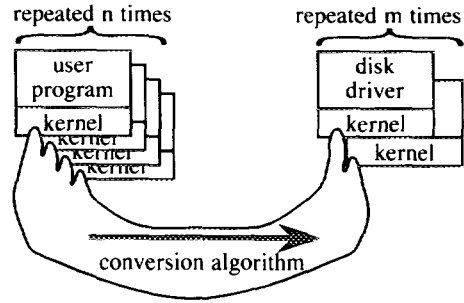 repeated n times
repeated m times
user
program
kernel
kernel
kernel
kernel
disk
driver
kernel
kernel
conversion algorithm